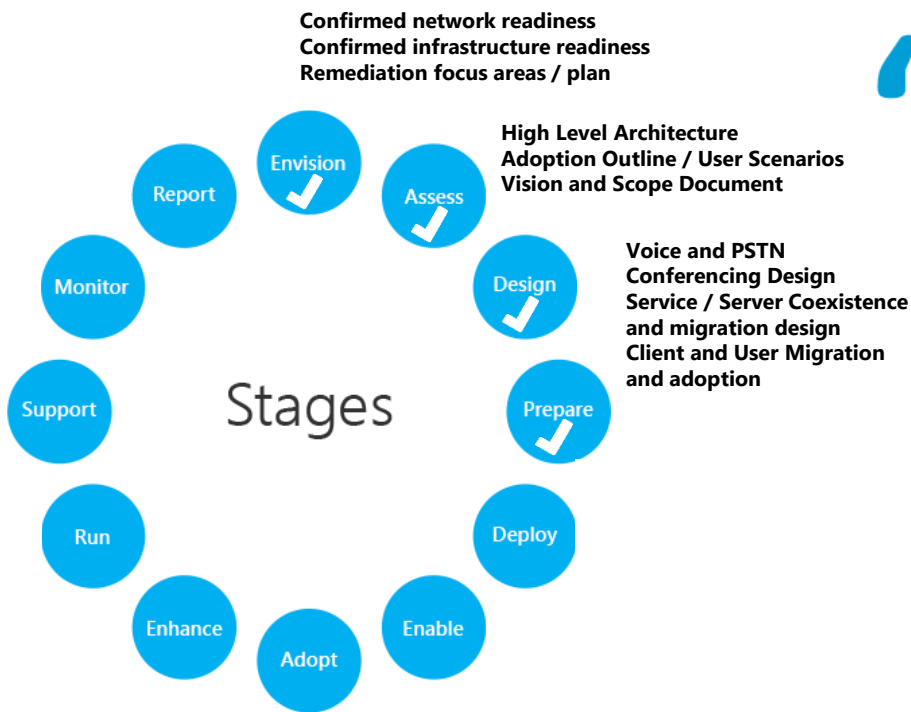 Confirmed network readiness
Confirmed infrastructure readiness
Remediation focus areas / plan
High Level Architecture
Adoption Outline / User Scenarios
Vision and Scope Document
Voice and PSTN
Conferencing Design
Service / Server Coexistence
and migration design
Client and User Migration
and adoption
Stages
Envision
Assess
Design
Prepare
Deploy
Enable
Adopt
Enhance
Run
Support
Monitor
Report